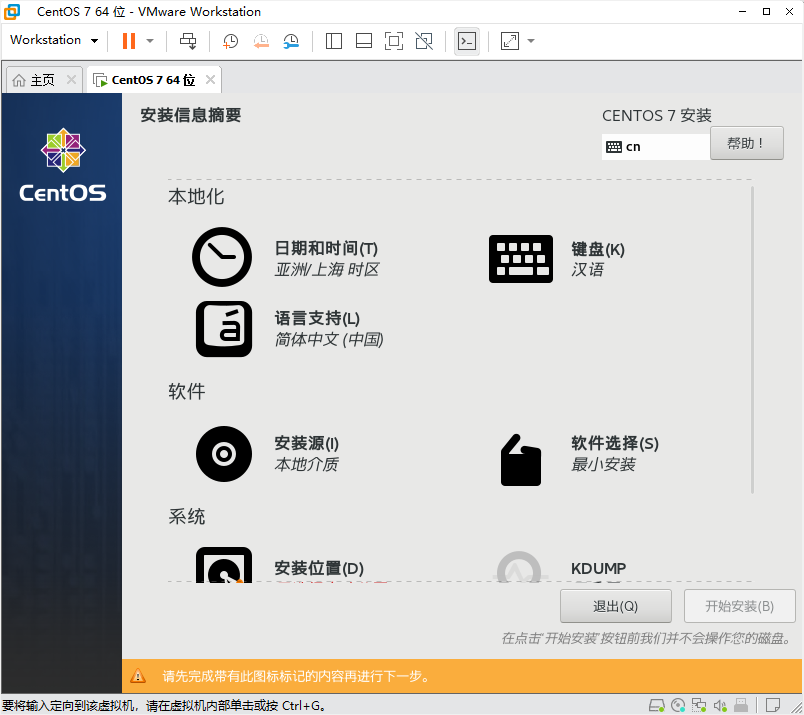 CentOS 7 64 位 - VMware Workstation
Workstation
主页
CentOS 7 64 位
CentOS
安装信息摘要
CENTOS 7 安装
cn
帮助！
本地化
日期和时间(T)
亚洲/上海 时区
键盘(K)
汉语
语言支持(L)
简体中文 (中国)
软件
安装源(I)
本地介质
软件选择(S)
最小安装
系统
安装位置(D)
KDUMP
退出(Q)
开始安装(B)
在点击“开始安装”按钮前我们并不会操作您的磁盘。
请先完成带有此图标标记的内容再进行下一步。
要将输入定向到该虚拟机，请在虚拟机内部单击或按 Ctrl+G。